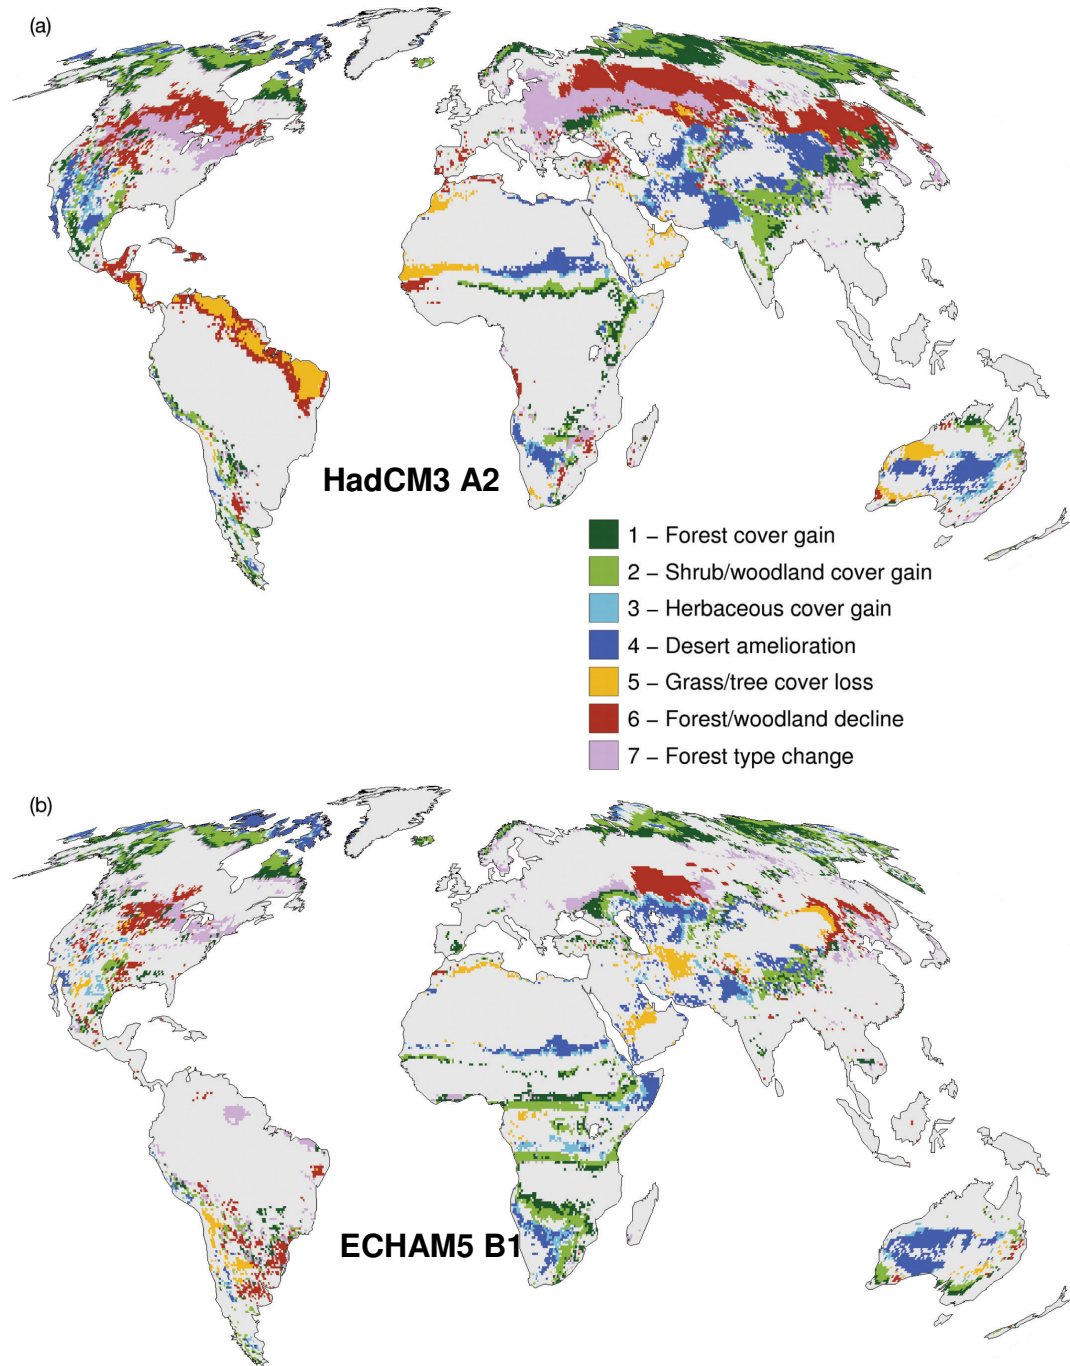 (a)
HadCM3 A2
1 – Forest cover gain
2 – Shrub/woodland cover gain
3 – Herbaceous cover gain
4 – Desert amelioration
5 – Grass/tree cover loss
6 – Forest/woodland decline
7 – Forest type change
(b)
ECHAM5 B1